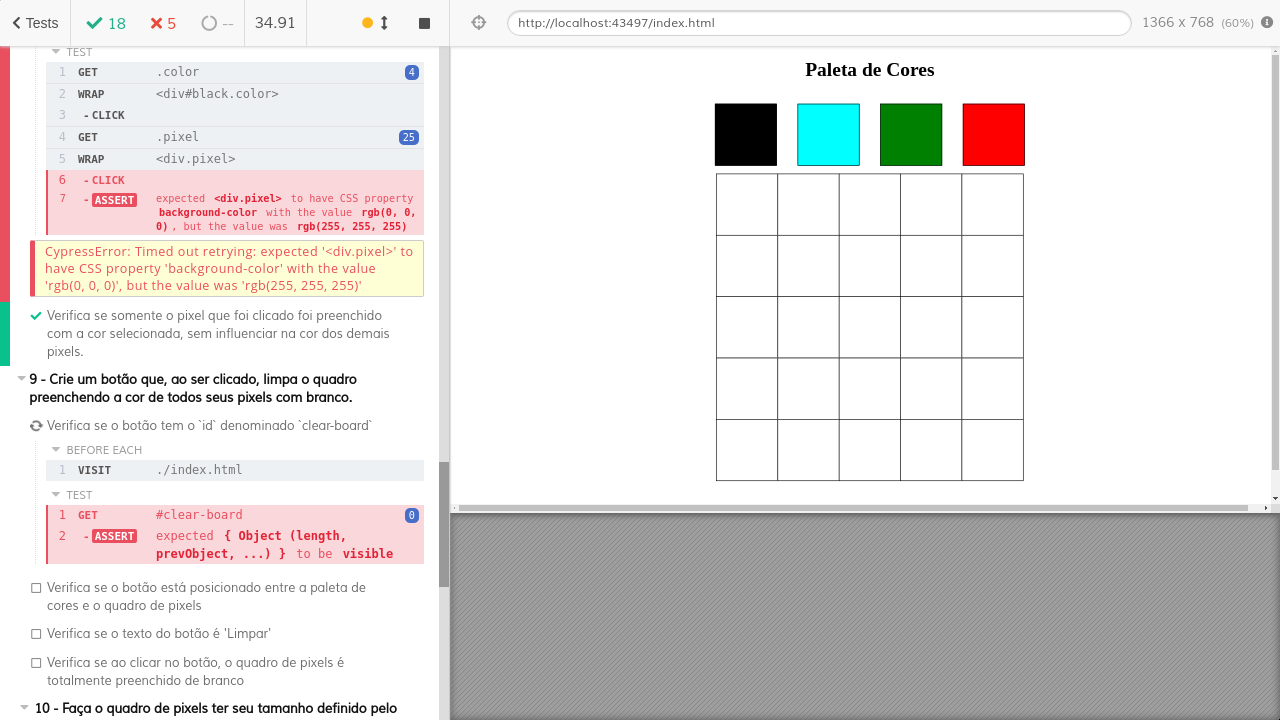 Tests 18 5 -- 34.91 http://localhost:43497/index.html 1366 x 768 (60%)
TEST
1 GET .color 4
2 WRAP <div#black.color>
3 -CLICK
4 GET .pixel 25
5 WRAP <div.pixel>
6 -CLICK
7 -ASSERT expected <div.pixel> to have CSS property
background-color with the value rgb(0, 0,
0), but the value was rgb(255, 255, 255)
CypressError: Timed out retrying: expected '<div.pixel>' to
have CSS property 'background-color' with the value
'rgb(0, 0, 0)', but the value was 'rgb(255, 255, 255)'
Verifica se somente o pixel que foi clicado foi preenchido
com a cor selecionada, sem influenciar na cor dos demais
pixels.
9 - Crie um botão que, ao ser clicado, limpa o quadro
preenchendo a cor de todos seus pixels com branco.
Verifica se o botão tem o `id` denominado `clear-board`
BEFORE EACH
1 VISIT ./index.html
TEST
1 GET #clear-board 0
2 -ASSERT expected { Object (length,
prevObject, ...) } to be visible
Verifica se o botão está posicionado entre a paleta de
cores e o quadro de pixels
Verifica se o texto do botão é 'Limpar'
Verifica se ao clicar no botão, o quadro de pixels é
totalmente preenchido de branco
10 - Faça o quadro de pixels ter seu tamanho definido pelo
Paleta de Cores